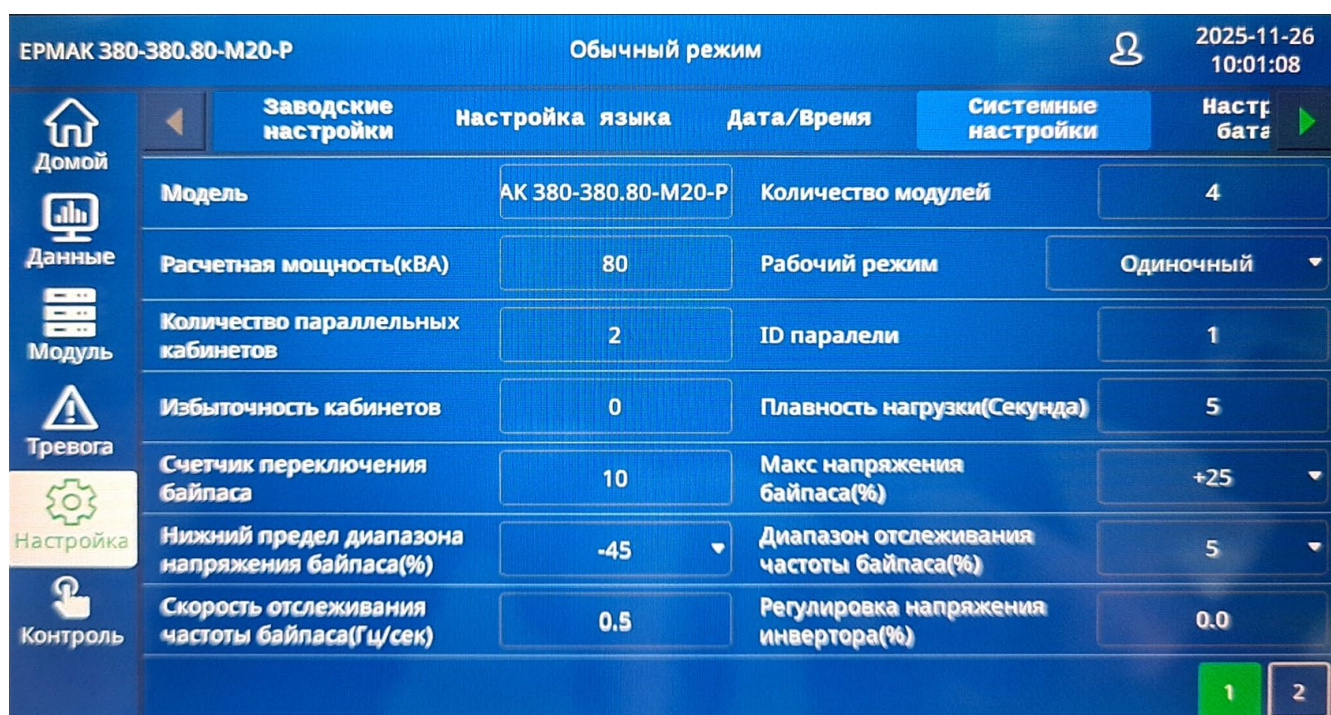 ЕРМАК 380-380.80-М20-Р
Обычный режим
2025-11-26
10:01:08
Домой
Данные
Модуль
Тревога
Настройка
Контроль
Заводские
настройки
Настройка языка
Дата/Время
Системные
настройки
Настр
бата
Модель
АК 380-380.80-М20-Р
Количество модулей
4
Расчетная мощность(кВА)
80
Рабочий режим
Одиночный
Количество параллельных
кабинетов
2
ID паралели
1
Избыточность кабинетов
0
Плавность нагрузки(Секунда)
5
Счетчик переключения
байпаса
10
Макс напряжения
байпаса(%)
+25
Нижний предел диапазона
напряжения байпаса(%)
-45
Диапазон отслеживания
частоты байпаса(%)
5
Скорость отслеживания
частоты байпаса(Гц/сек)
0.5
Регулировка напряжения
инвертора(%)
0.0
1
2